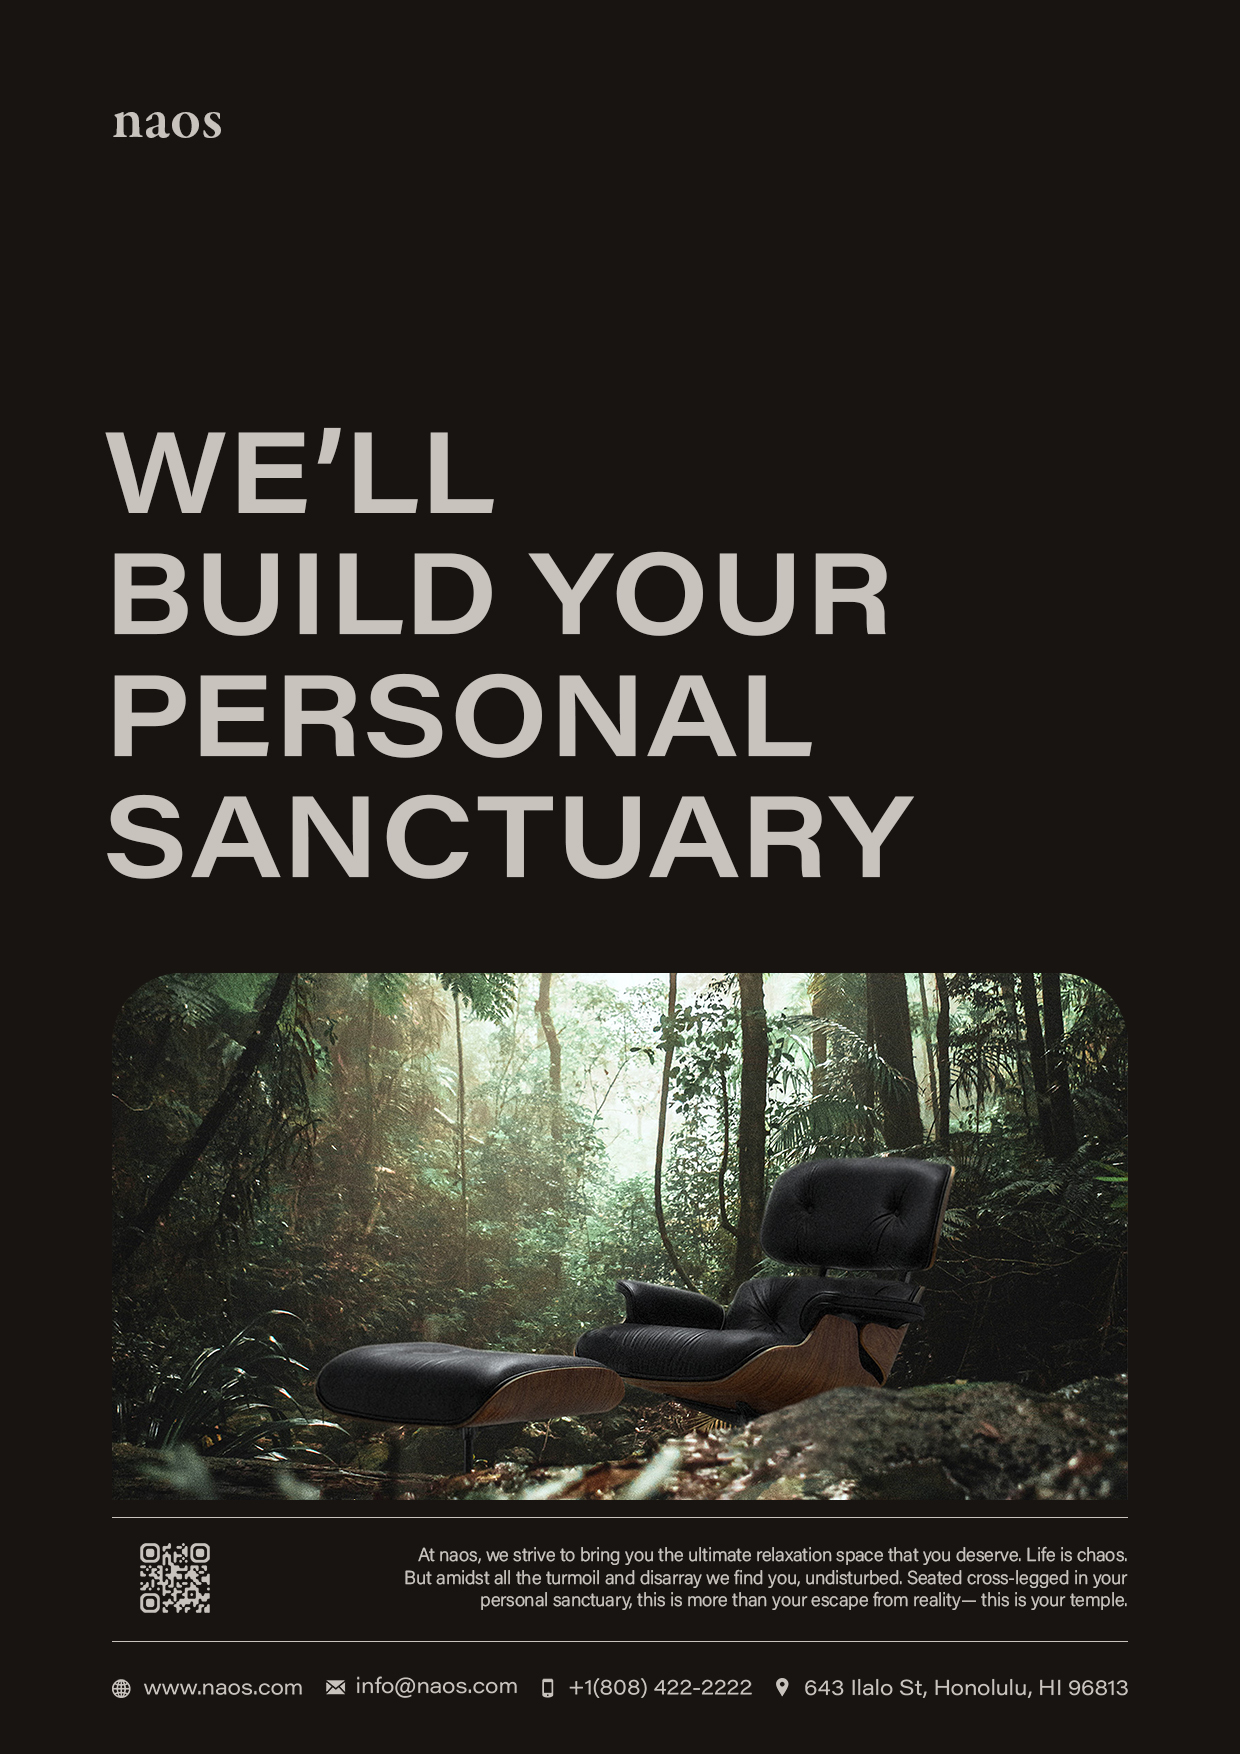 naos
WE’LL
BUILD YOUR
PERSONAL
SANCTUARY
At naos, we strive to bring you the ultimate relaxation space that you deserve. Life is chaos.
But amidst all the turmoil and disarray we find you, undisturbed. Seated cross-legged in your
personal sanctuary, this is more than your escape from reality— this is your temple.
www.naos.com info@naos.com +1(808) 422-2222 643 Ilalo St, Honolulu, HI 96813